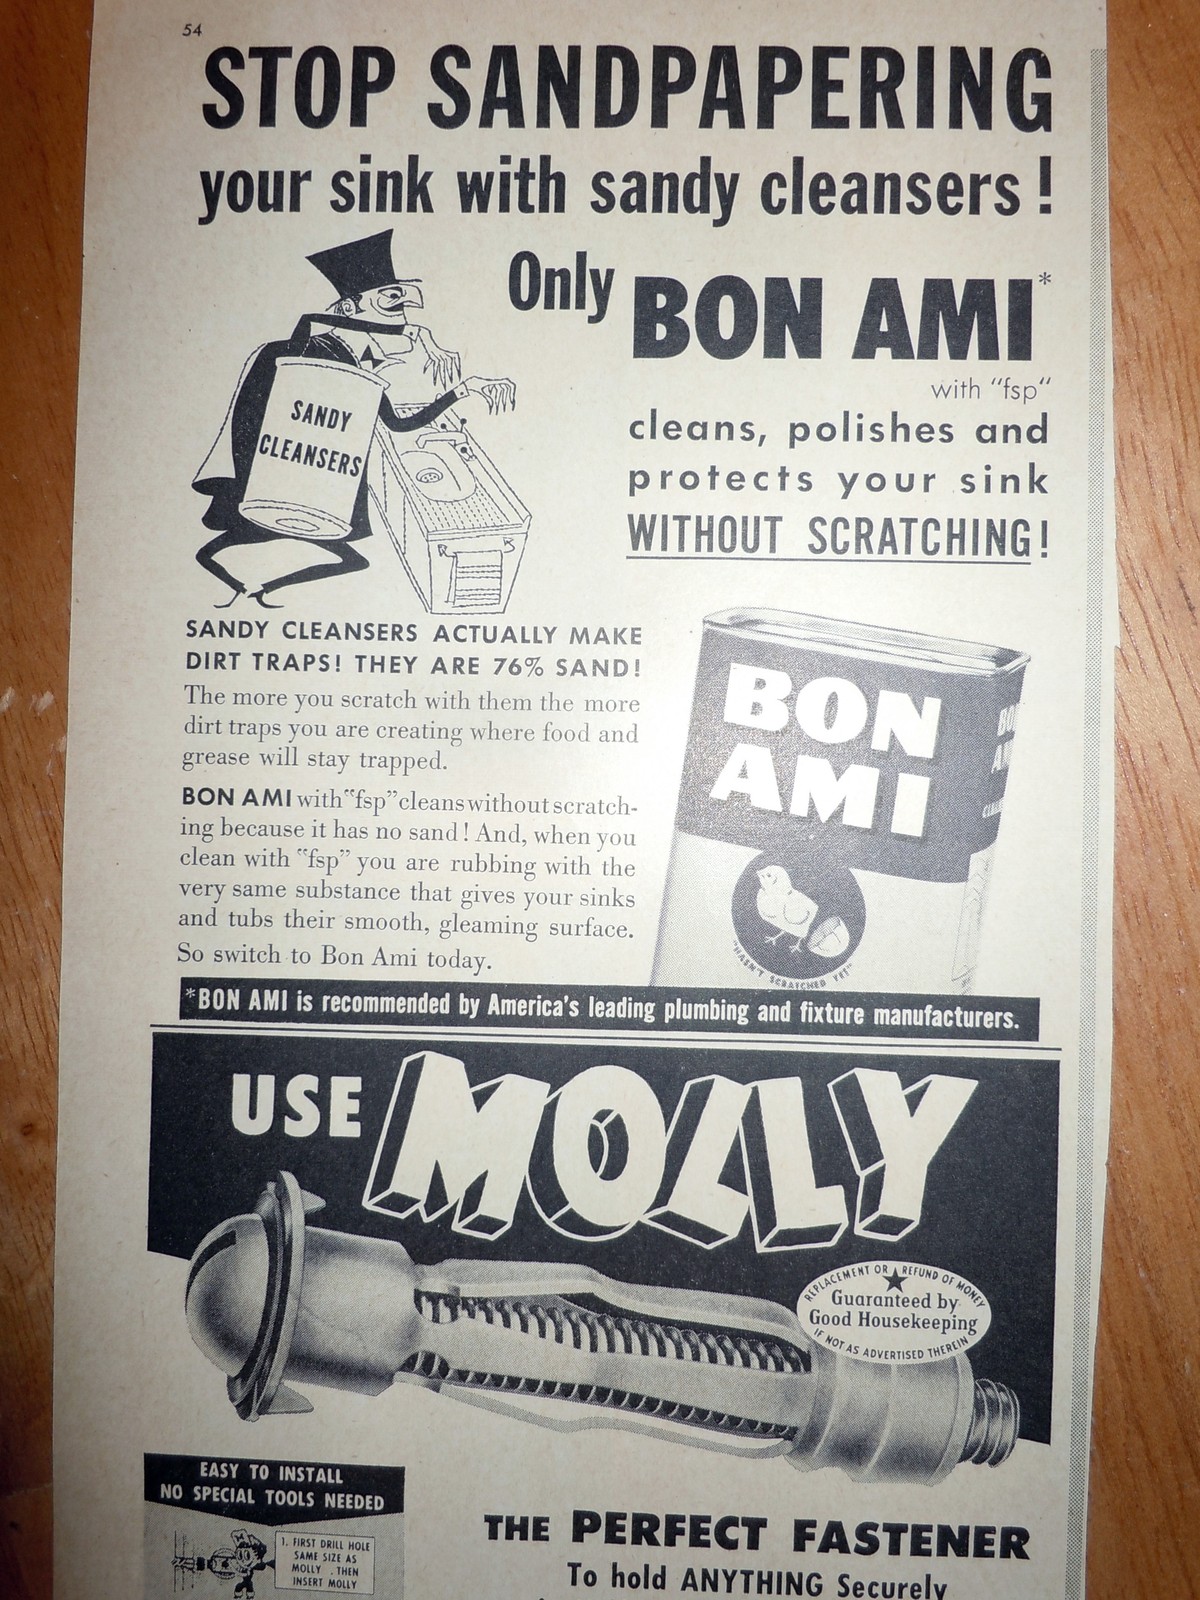 54
STOP SANDPAPERING
your sink with sandy cleansers!
Only BON AMI*
with "fsp"
cleans, polishes and
protects your sink
WITHOUT SCRATCHING!
SANDY
CLEANSERS
SANDY CLEANSERS ACTUALLY MAKE
DIRT TRAPS! THEY ARE 76% SAND!
The more you scratch with them the more
dirt traps you are creating where food and
grease will stay trapped.
BON AMI with "fsp" cleans without scratch-
ing because it has no sand! And, when you
clean with "fsp" you are rubbing with the
very same substance that gives your sinks
and tubs their smooth, gleaming surface.
So switch to Bon Ami today.
BON
AMI
"HASN'T SCRATCHED YET"
*BON AMI is recommended by America's leading plumbing and fixture manufacturers.
USE MOLLY
REPLACEMENT OR REFUND OF MONEY
Guaranteed by
Good Housekeeping
IF NOT AS ADVERTISED THEREIN
EASY TO INSTALL
NO SPECIAL TOOLS NEEDED
1. FIRST DRILL HOLE
SAME SIZE AS
MOLLY . THEN
INSERT MOLLY
THE PERFECT FASTENER
To hold ANYTHING Securely